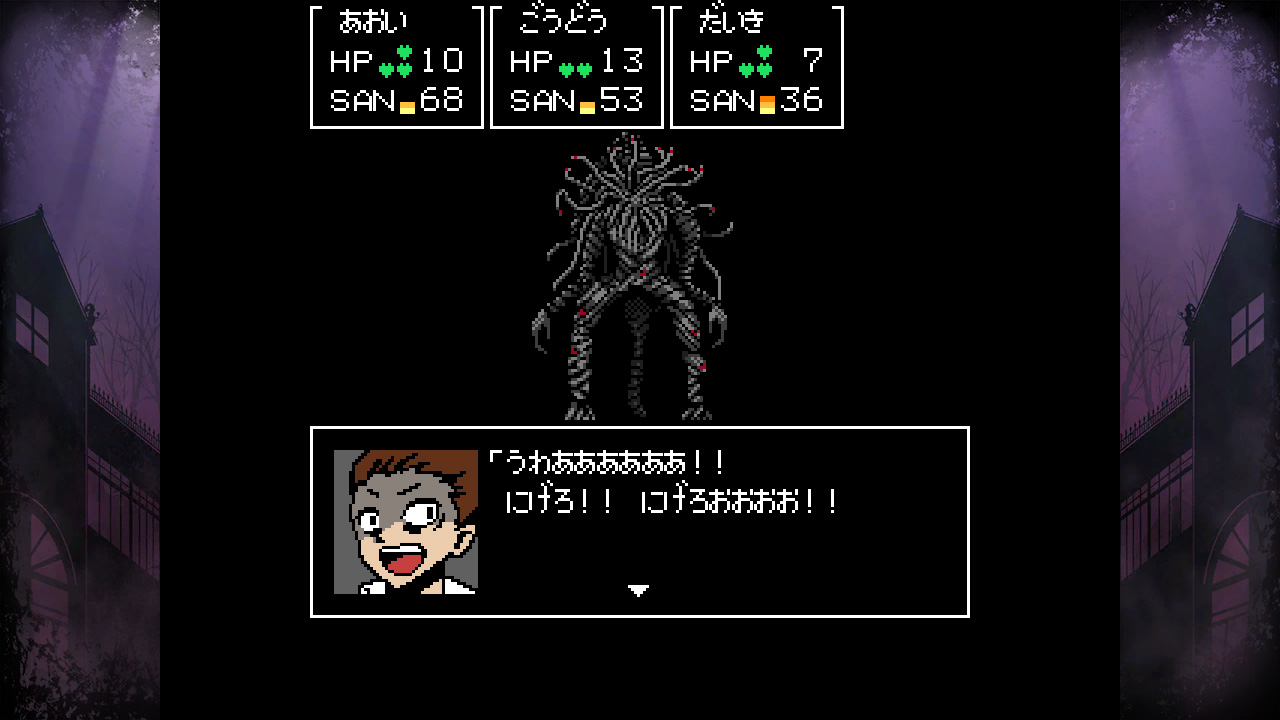 あおい
HP 10
SAN 68
ごうどう
HP 13
SAN 53
だいき
HP 7
SAN 36
「うわああああああ！！
にげろ！！ にげろおおおお！！